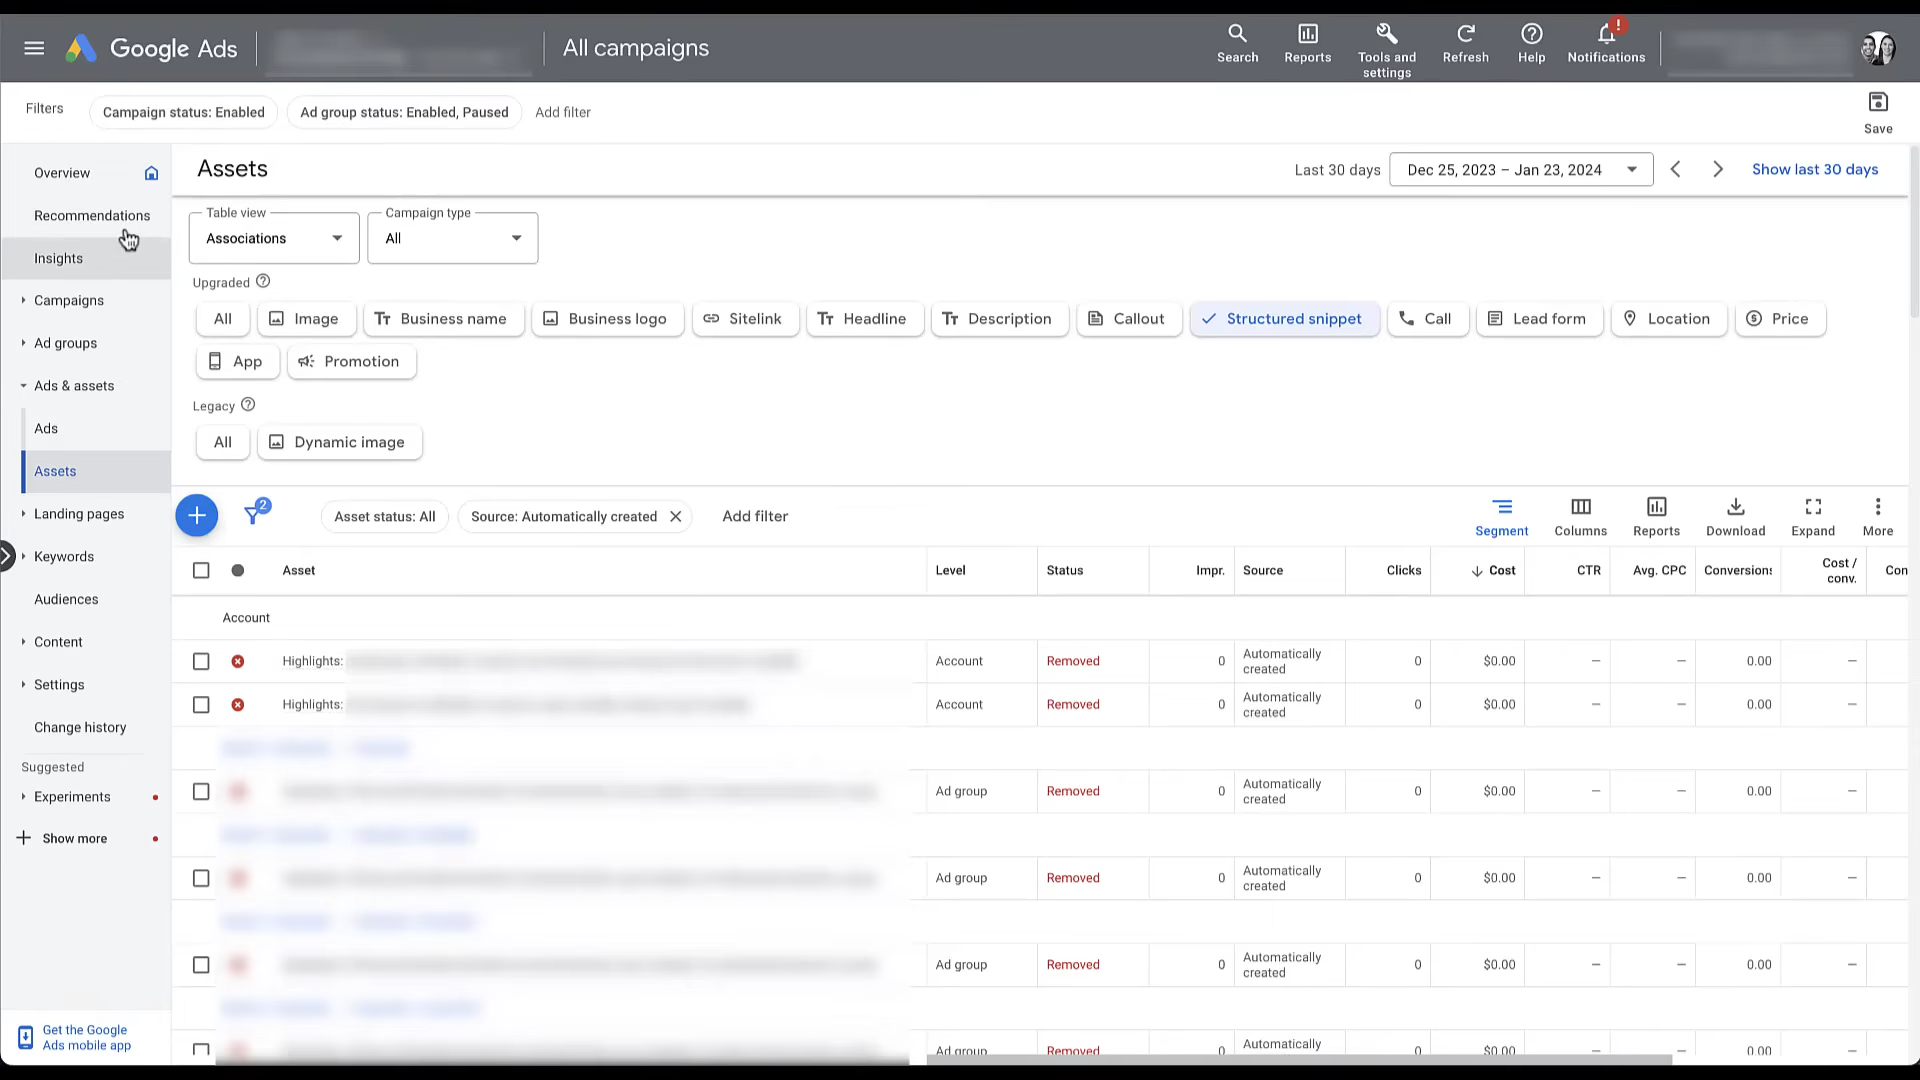 Google Ads
All campaigns
Search
Reports
Tools and
settings
Refresh
Help
!
Notifications
Filters
Campaign status: Enabled
Ad group status: Enabled, Paused
Add filter
Save
Overview
Recommendations
Insights
Campaigns
Ad groups
Ads & assets
Ads
Assets
Landing pages
Keywords
Audiences
Content
Settings
Change history
Suggested
Experiments
Show more
Get the Google
Ads mobile app
Assets
Last 30 days
Dec 25, 2023 – Jan 23, 2024
Show last 30 days
Table view
Associations
Campaign type
All
Upgraded
All
Image
Tт Business name
Business logo
Sitelink
Tт Headline
Tт Description
Callout
Structured snippet
Call
Lead form
Location
Price
App
Promotion
Legacy
All
Dynamic image
2
Asset status: All
Source: Automatically created
Add filter
Segment
Columns
Reports
Download
Expand
More
Asset Level Status Impr. Source Clicks Cost CTR Avg. CPC Conversions Cost / conv. Con
Account
Highlights: Account Removed 0 Automatically created 0 $0.00 – – 0.00 –
Highlights: Account Removed 0 Automatically created 0 $0.00 – – 0.00 –
Ad group Removed 0 Automatically created 0 $0.00 – – 0.00 –
Ad group Removed 0 Automatically created 0 $0.00 – – 0.00 –
Ad group Removed 0 Automatically created 0 $0.00 – – 0.00 –
Ad group Removed 0 Automatically 0 $0.00 – – 0.00 –